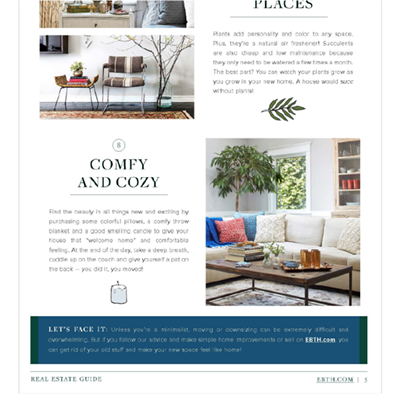 PLACES
Plants add personality and color to any space.
Plus, they're a natural air freshener! Succulents
are also cheap and low maintenance because
they only need to be watered a few times a month.
The best part? You can watch your plants grow as
you grow in your new home. A house would succ
without plants!
8
COMFY
AND COZY
Find the beauty in all things new and exciting by
purchasing some colorful pillows, a comfy throw
blanket and a good smelling candle to give your
house that "welcome home" and comfortable
feeling. At the end of the day, take a deep breath,
cuddle up on the couch and give yourself a pat on
the back — you did it, you moved!
LET'S FACE IT: Unless you're a minimalist, moving or downsizing can be extremely difficult and
overwhelming. But if you follow our advice and make simple home improvements or sell on EBTH.com, you
can get rid of your old stuff and make your new space feel like home!
REAL ESTATE GUIDE
EBTH.COM | 5